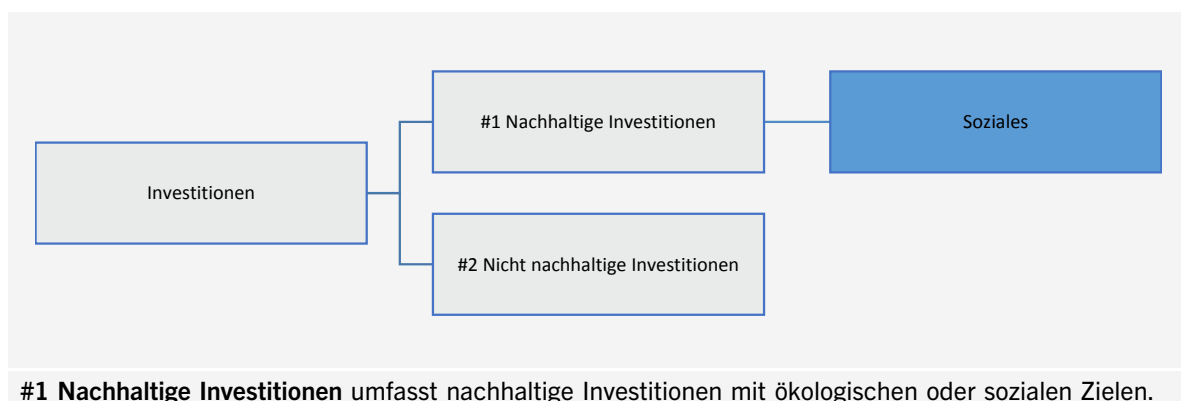 #1 Nachhaltige Investitionen
Soziales
Investitionen
#2 Nicht nachhaltige Investitionen
#1 Nachhaltige Investitionen umfasst nachhaltige Investitionen mit ökologischen oder sozialen Zielen.